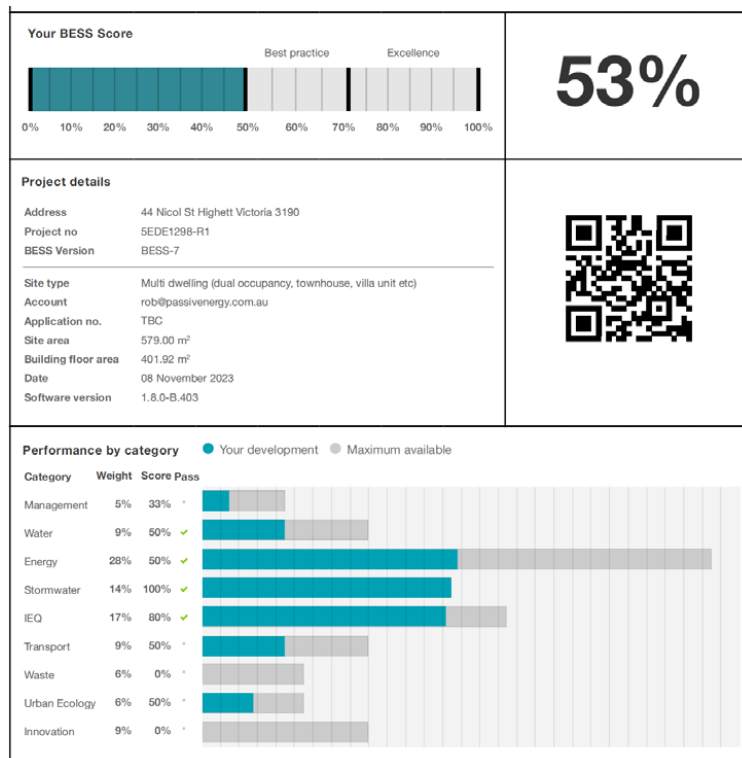 Your BESS Score
Best practice Excellence
0% 10% 20% 30% 40% 50% 60% 70% 80% 90% 100%
53%
Project details
Address 44 Nicol St Highett Victoria 3190
Project no 5EDE1298-R1
BESS Version BESS-7
Site type Multi dwelling (dual occupancy, townhouse, villa unit etc)
Account rob@passivenergy.com.au
Application no. TBC
Site area 579.00 m²
Building floor area 401.92 m²
Date 08 November 2023
Software version 1.8.0-B.403
Performance by category Your development Maximum available
Category Weight Score Pass
Management 5% 33%
Water 9% 50% ✔
Energy 28% 50% ✔
Stormwater 14% 100% ✔
IEQ 17% 80% ✔
Transport 9% 50%
Waste 6% 0%
Urban Ecology 6% 50%
Innovation 9% 0%